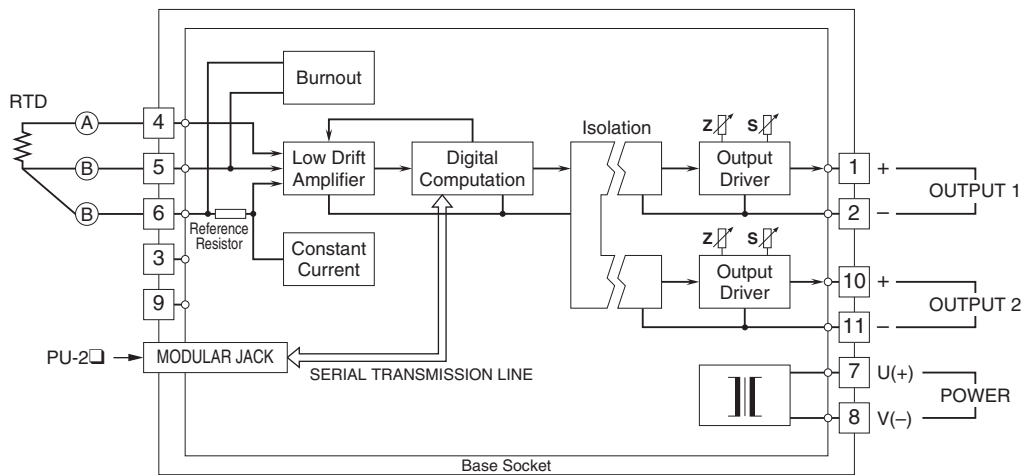 RTD
A
B
B
4
5
6
3
9
PU-2❑
MODULAR JACK
SERIAL TRANSMISSION LINE
Burnout
Low Drift
Amplifier
Digital
Computation
Reference
Resistor
Constant
Current
Isolation
Z
S
Output
Driver
Z
S
Output
Driver
1
+
2
–
OUTPUT 1
10
+
11
–
OUTPUT 2
7
U(+)
8
V(–)
POWER
Base Socket